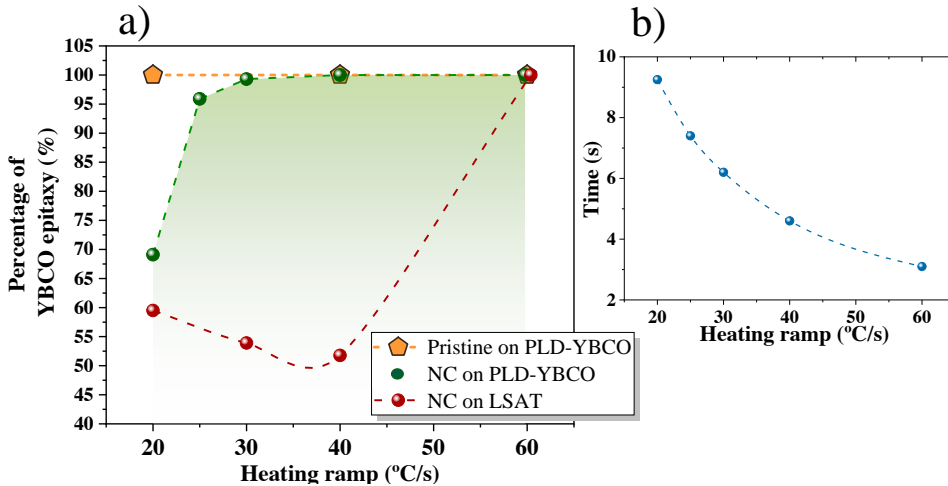 a)
Percentage of
YBCO epitaxy (%)
105
100
95
90
85
80
75
70
65
60
55
50
45
40
20
30
40
50
60
Heating ramp (ºC/s)
Pristine on PLD-YBCO
NC on PLD-YBCO
NC on LSAT
b)
Time (s)
10
8
6
4
2
20
30
40
50
60
Heating ramp (ºC/s)